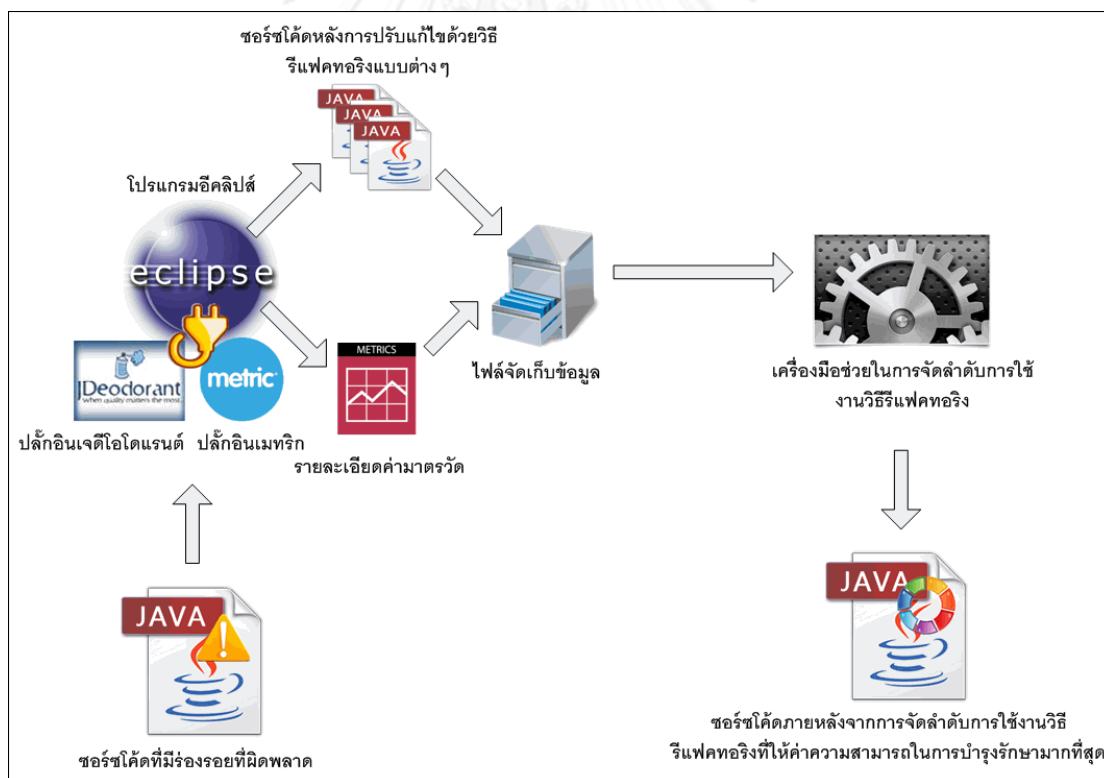 ซอร์ซโค้ดหลังการปรับแก้ไขด้วยวิธี
รีแฟคทอริงแบบต่าง ๆ
JAVA
JAVA
JAVA
โปรแกรมอีคลิปส์
eclipse
JDeodorant
When quality matters the most.
metric
METRICS
ปลั๊กอินเจดีโอโดแรนต์
ปลั๊กอินเมทริก
รายละเอียดค่ามาตรวัด
ไฟล์จัดเก็บข้อมูล
เครื่องมือช่วยในการจัดลำดับการใช้
งานวิธีรีแฟคทอริง
JAVA
ซอร์ซโค้ดที่มีร่องรอยที่ผิดพลาด
JAVA
ซอร์ซโค้ดภายหลังจากการจัดลำดับการใช้งานวิธี
รีแฟคทอริงที่ให้ค่าความสามารถในการบำรุงรักษามากที่สุด